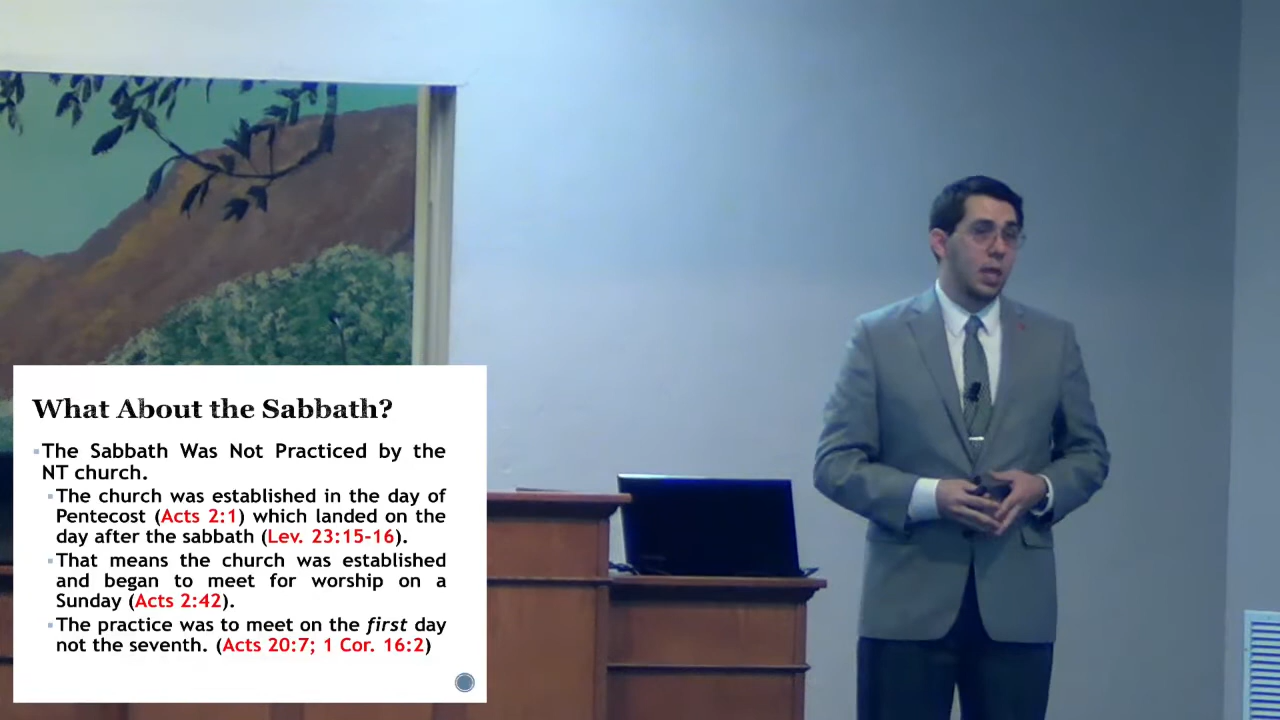 What About the Sabbath?
The Sabbath Was Not Practiced by the
NT church.
The church was established in the day of
Pentecost (Acts 2:1) which landed on the
day after the sabbath (Lev. 23:15-16).
That means the church was established
and began to meet for worship on a
Sunday (Acts 2:42).
The practice was to meet on the first day
not the seventh. (Acts 20:7; 1 Cor. 16:2)